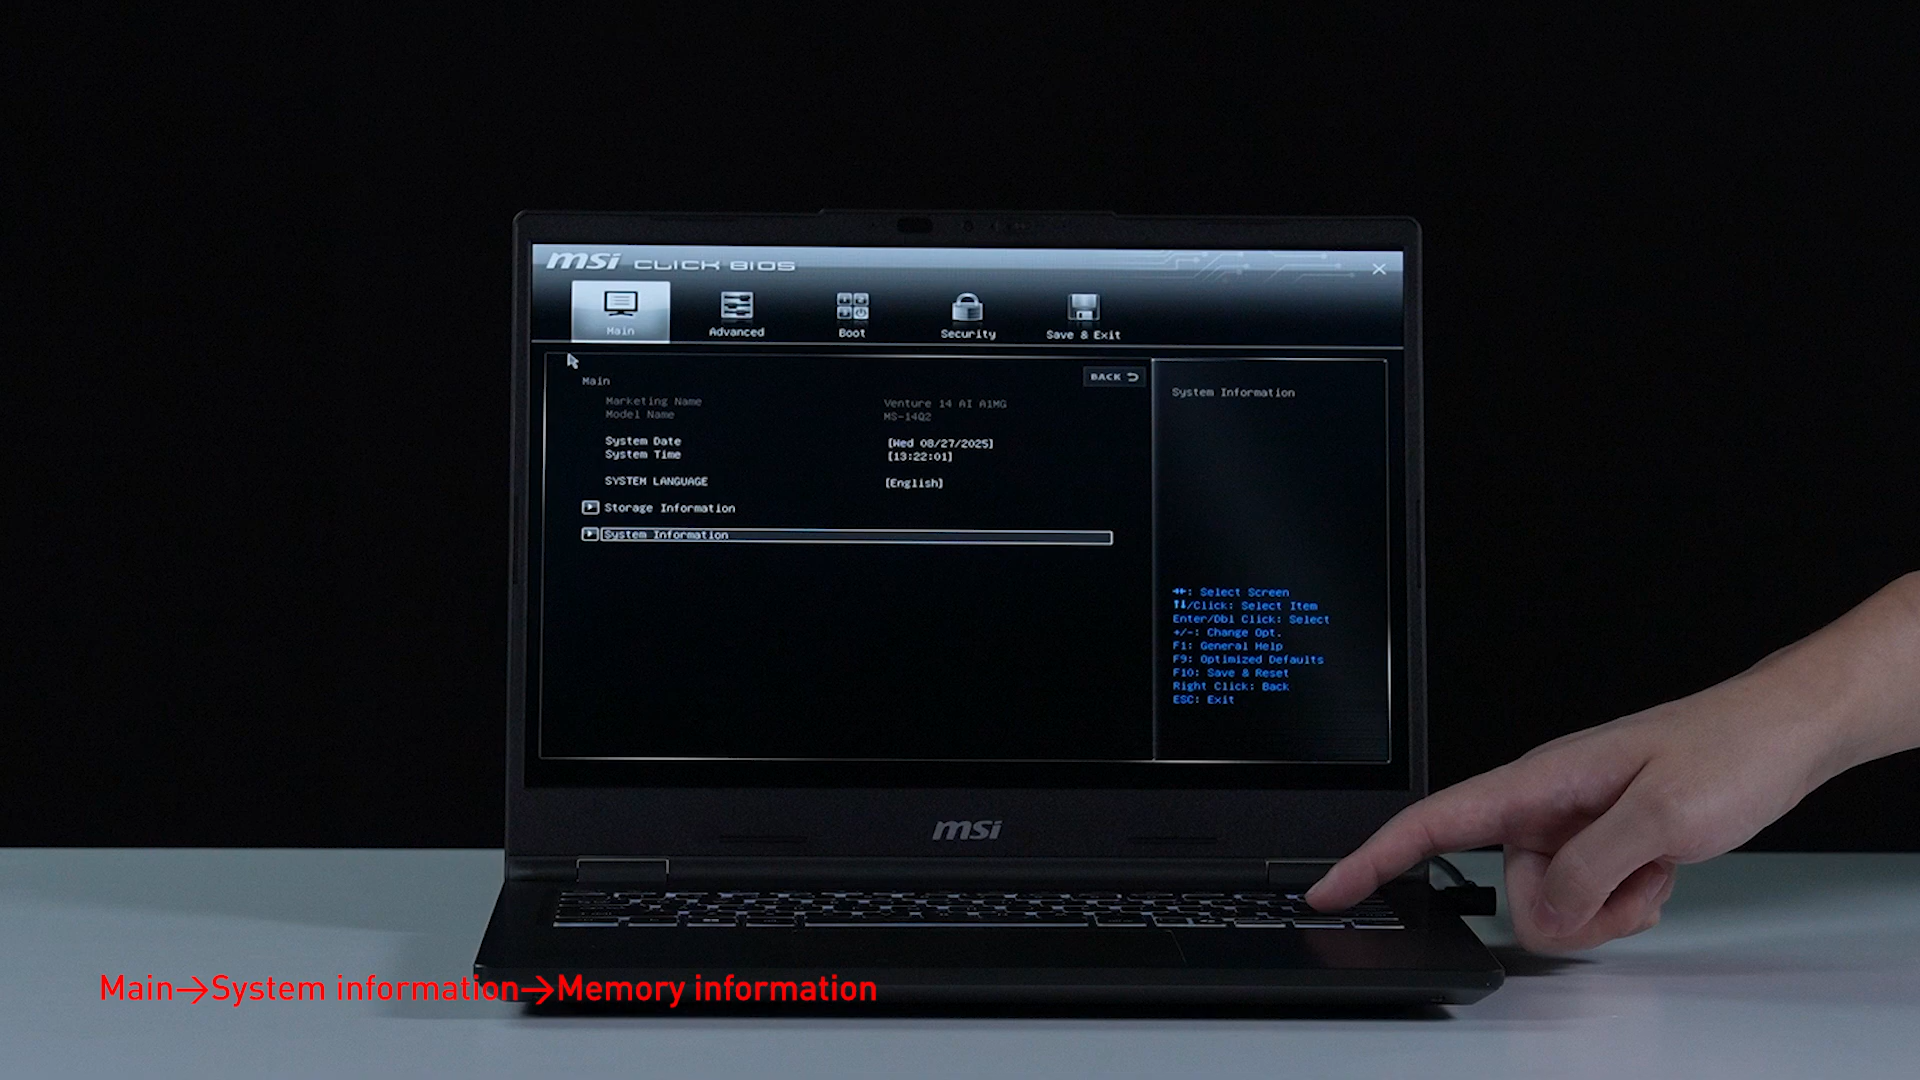 msi CLICK BIOS
Main
Advanced
Boot
Security
Save & Exit
Main
BACK
Marketing Name Venture 14 AI A1MG
Model Name MS-14Q2
System Date [Wed 08/27/2025]
System Time [13:22:01]
SYSTEM LANGUAGE [English]
Storage Information
System Information
System Information
: Select Screen
↑↓/Click: Select Item
Enter/Dbl Click: Select
+/-: Change Opt.
F1: General Help
F9: Optimized Defaults
F10: Save & Reset
Right Click: Back
ESC: Exit
msi
Main→System information→Memory information